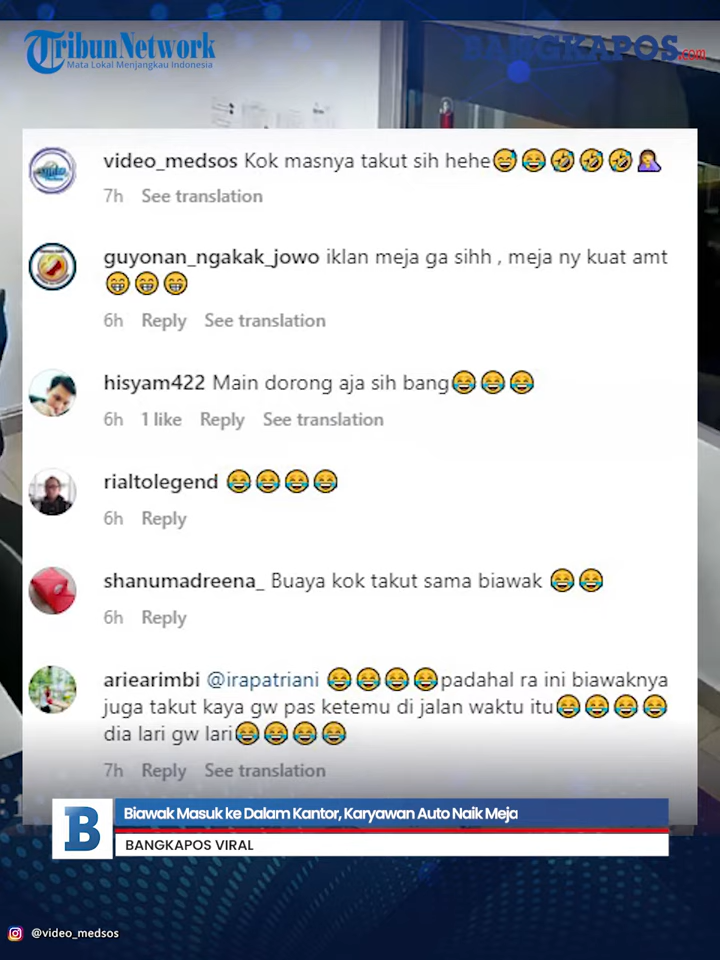 TribunNetwork
Mata Lokal Menjangkau Indonesia
BANGKAPOS.com
video_medsos Kok masnya takut sih hehe😅😂🤣🤣🤣🤦‍♀️
7h See translation
guyonan_ngakak_jowo iklan meja ga sihh , meja ny kuat amt
😁😁😁
6h Reply See translation
hisyam422 Main dorong aja sih bang😂😂😂
6h 1 like Reply See translation
rialtolegend 😂😂😂😂
6h Reply
shanumadreena_ Buaya kok takut sama biawak 😂😂
6h Reply
ariearimbi @irapatriani 😂😂😂😂padahal ra ini biawaknya
juga takut kaya gw pas ketemu di jalan waktu itu😂😂😂😂
dia lari gw lari😂😂😂😂
7h Reply See translation
B
Biawak Masuk ke Dalam Kantor, Karyawan Auto Naik Meja
BANGKAPOS VIRAL
@video_medsos